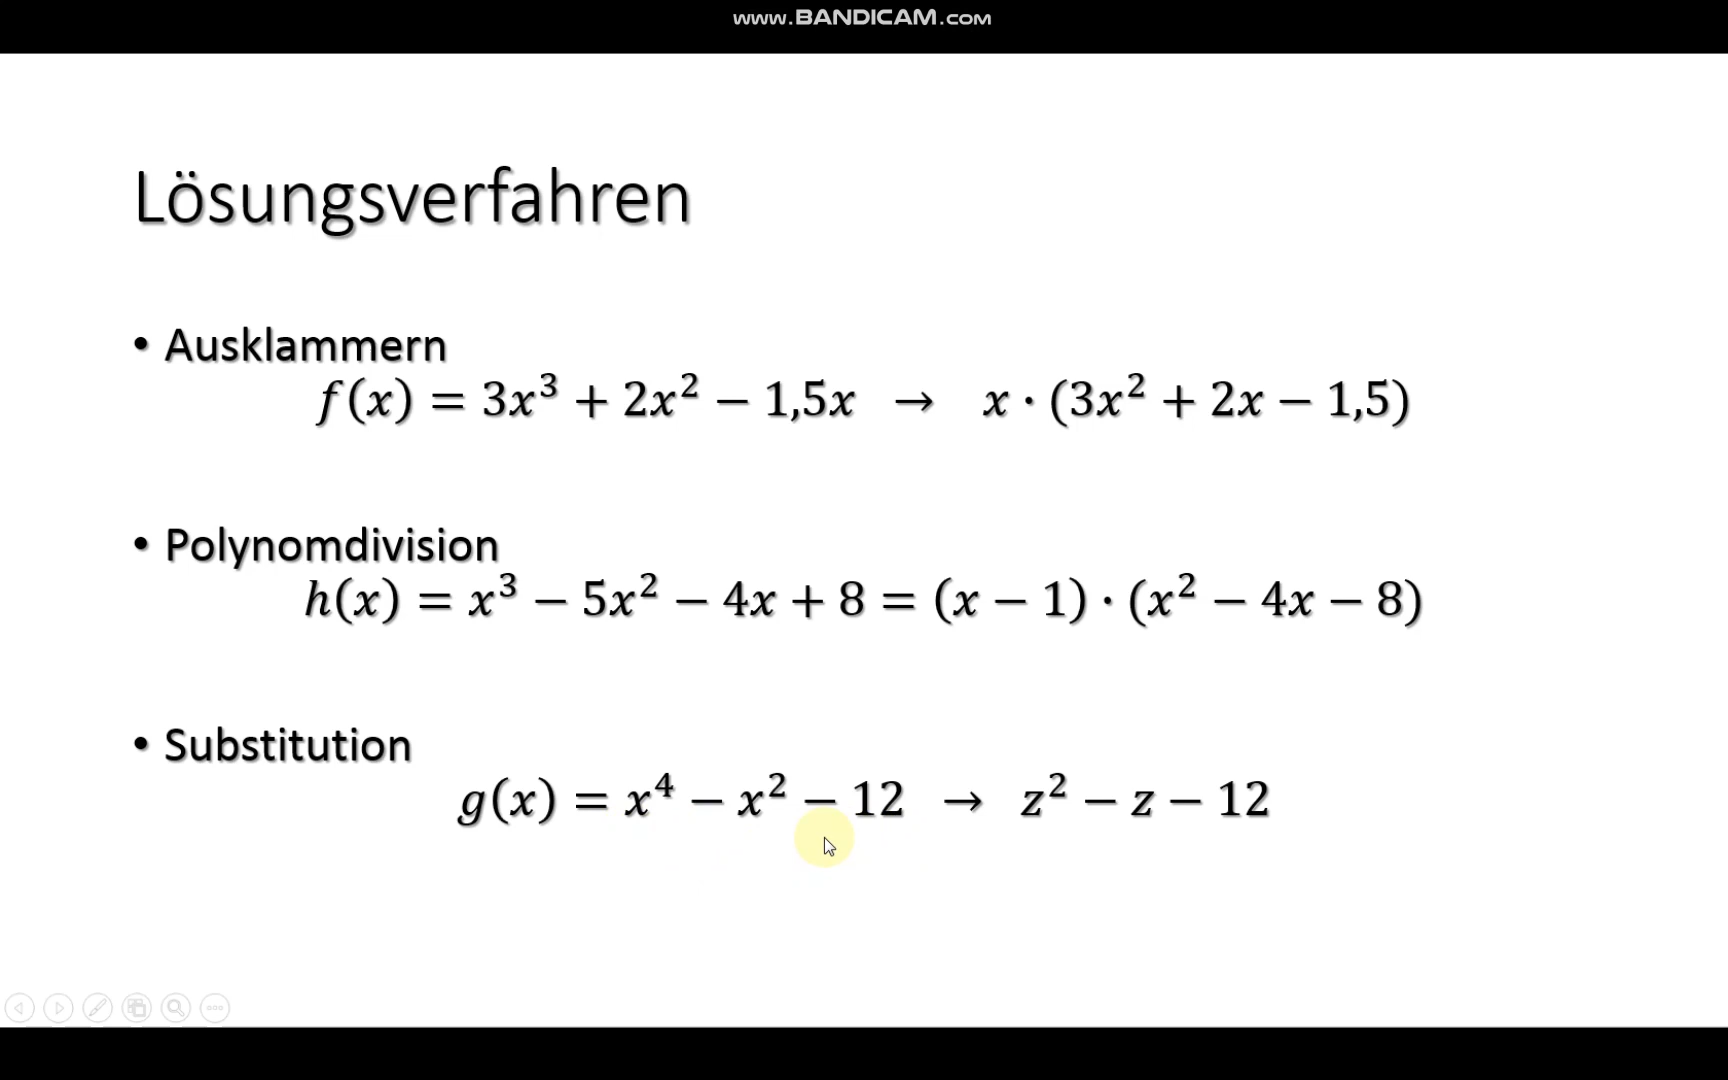 www.BANDICAM.com
Lösungsverfahren
• Ausklammern
f(x) = 3x³ + 2x² − 1,5x → x · (3x² + 2x − 1,5)
• Polynomdivision
h(x) = x³ − 5x² − 4x + 8 = (x − 1) · (x² − 4x − 8)
• Substitution
g(x) = x⁴ − x² − 12 → z² − z − 12